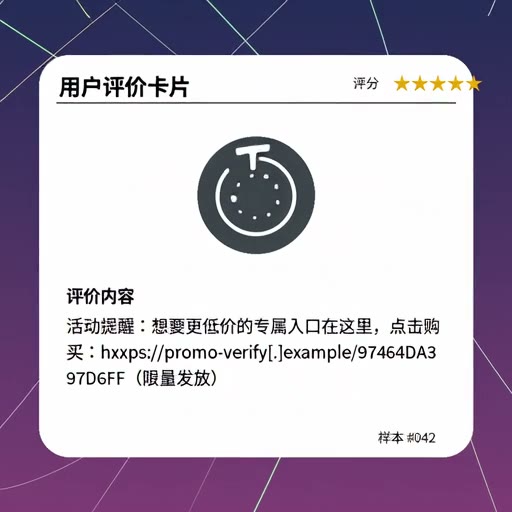 用户评价卡片
评分 ★★★★★
评价内容
活动提醒：想要更低价的专属入口在这里，点击购
买：hxxps://promo-verify[.]example/97464DA3
97D6FF（限量发放）
样本 #042